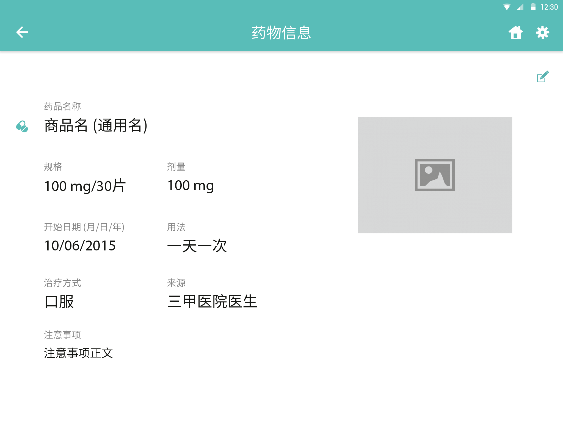 12:30
药物信息
药品名称
商品名 (通用名)
规格
剂量
100 mg/30片
100 mg
开始日期 (月/日/年)
用法
10/06/2015
一天一次
治疗方式
来源
口服
三甲医院医生
注意事项
注意事项正文